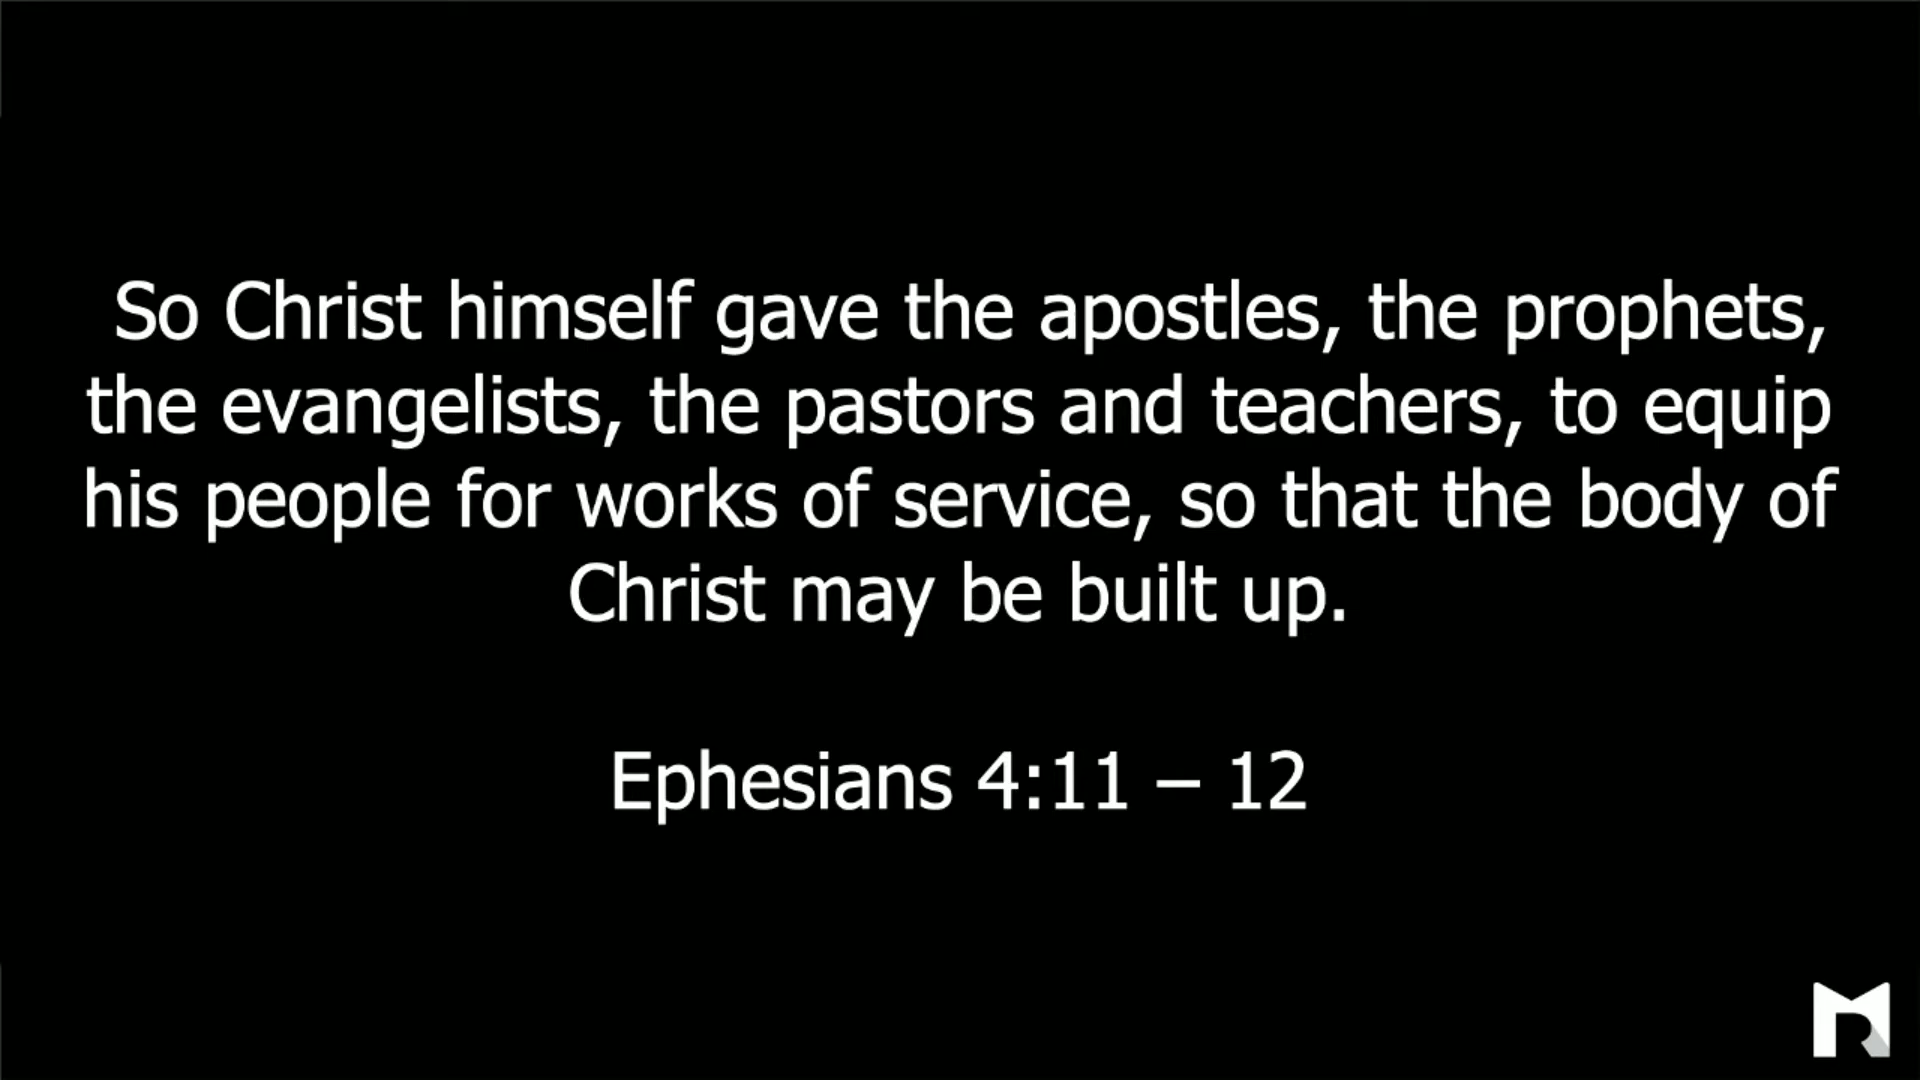 So Christ himself gave the apostles, the prophets,
the evangelists, the pastors and teachers, to equip
his people for works of service, so that the body of
Christ may be built up.
Ephesians 4:11 – 12